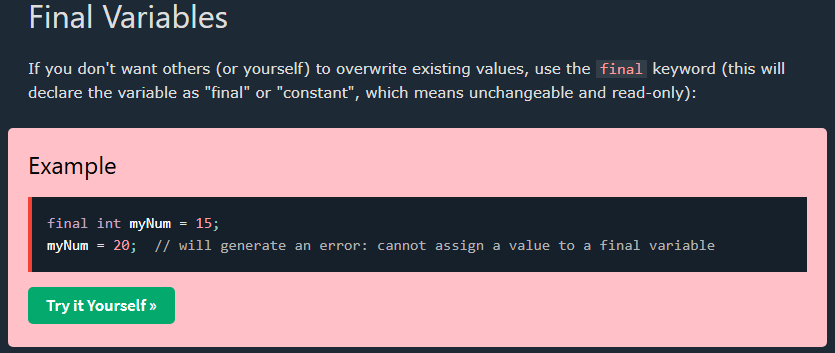 Final Variables
If you don't want others (or yourself) to overwrite existing values, use the final keyword (this will
declare the variable as "final" or "constant", which means unchangeable and read-only):
Example
final int myNum = 15;
myNum = 20;  // will generate an error: cannot assign a value to a final variable
Try it Yourself »